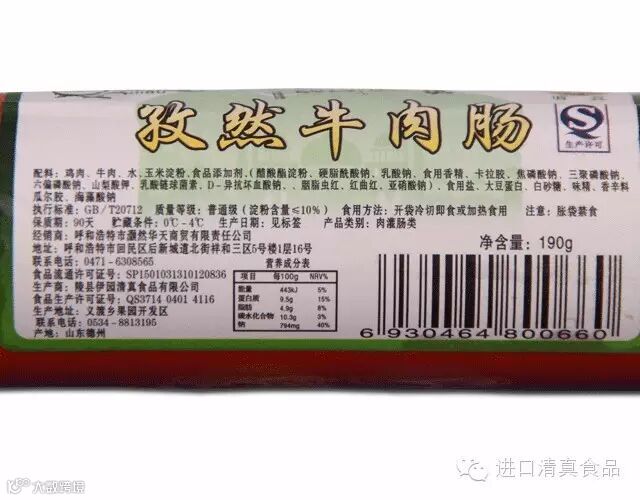 孜然牛肉肠
生产许可
配料：鸡肉、牛肉、水、玉米淀粉、食品添加剂、(醋酸酯淀粉、硬脂酰酸钠、乳酸钠、食用香精、卡拉胶、焦磷酸钠、三聚磷酸钠、
六偏磷酸钠、山梨酸钾、乳酸链球菌素、D-异抗坏血酸钠、、胭脂虫红、红曲红、亚硝酸钠）、食用盐、大豆蛋白、白砂糖、味精、香辛料
瓜尔胶、海藻酸钠
执行标准：GB/T20712 质量等级：普通级（淀粉含量≤10%） 食用方法：开袋冷切即食或加热食用 注意：胀袋禁食
保质期：90天 贮藏条件：0℃-4℃ 生产日期：见标签 产品类别：肉灌肠类
经销商：呼和浩特市灏然华天商贸有限责任公司
地址：呼和浩特市回民区后新城道北街祥和三区5号楼1层16号
电话：0471-6308565
食品流通许可证号：SP1501031310120836
生产商：陵县伊园清真食品有限公司
食品生产许可证号：QS3714 0401 4116
地址：义渡乡果园开发区
联系方式：0534-8813195
产地：山东德州
营养成分表
项目 每100g NRV%
能量 443kJ 5%
蛋白质 9.5g 15%
脂肪 4.9g 8%
碳水化合物 10.3g 3%
钠 794mg 40%
净含量：190g
6 930464 800660
进口清真食品
大数跨境